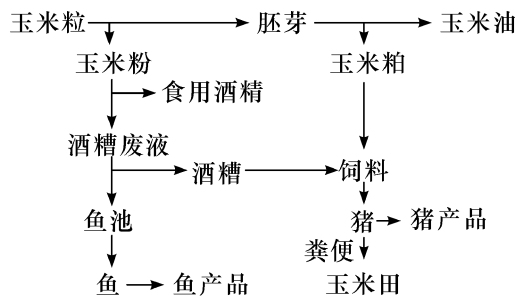 玉米粒 胚芽 玉米油
玉米粉 玉米粕
食用酒精
酒糟废液
酒糟 饲料
鱼池 猪 猪产品
粪便
鱼 鱼产品 玉米田